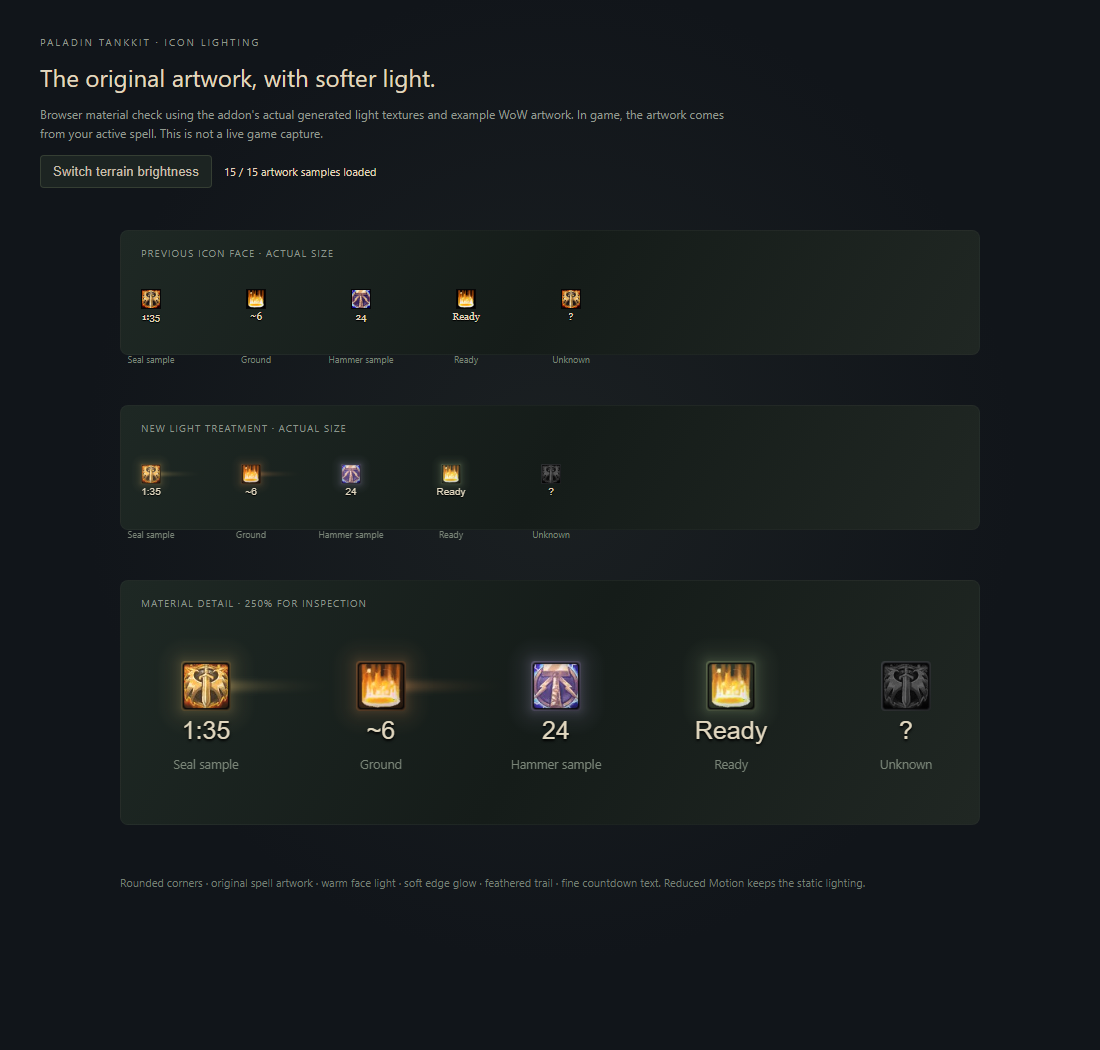 PALADIN TANKKIT · ICON LIGHTING
The original artwork, with softer light.
Browser material check using the addon's actual generated light textures and example WoW artwork. In game, the artwork comes
from your active spell. This is not a live game capture.
Switch terrain brightness
15 / 15 artwork samples loaded
PREVIOUS ICON FACE · ACTUAL SIZE
1:35 ~6 24 Ready ?
Seal sample Ground Hammer sample Ready Unknown
NEW LIGHT TREATMENT · ACTUAL SIZE
1:35 ~6 24 Ready ?
Seal sample Ground Hammer sample Ready Unknown
MATERIAL DETAIL · 250% FOR INSPECTION
1:35 ~6 24 Ready ?
Seal sample Ground Hammer sample Ready Unknown
Rounded corners · original spell artwork · warm face light · soft edge glow · feathered trail · fine countdown text. Reduced Motion keeps the static lighting.